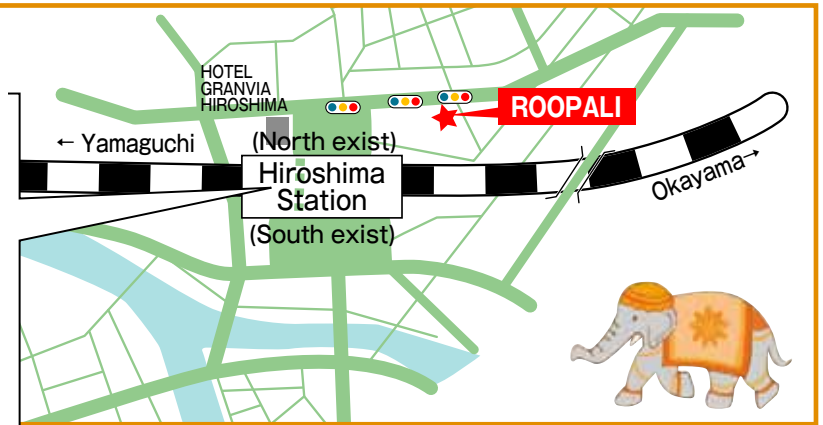 HOTEL
GRANVIA
HIROSHIMA
ROOPALI
← Yamaguchi
(North exist)
Hiroshima
Station
Okayama→
(South exist)